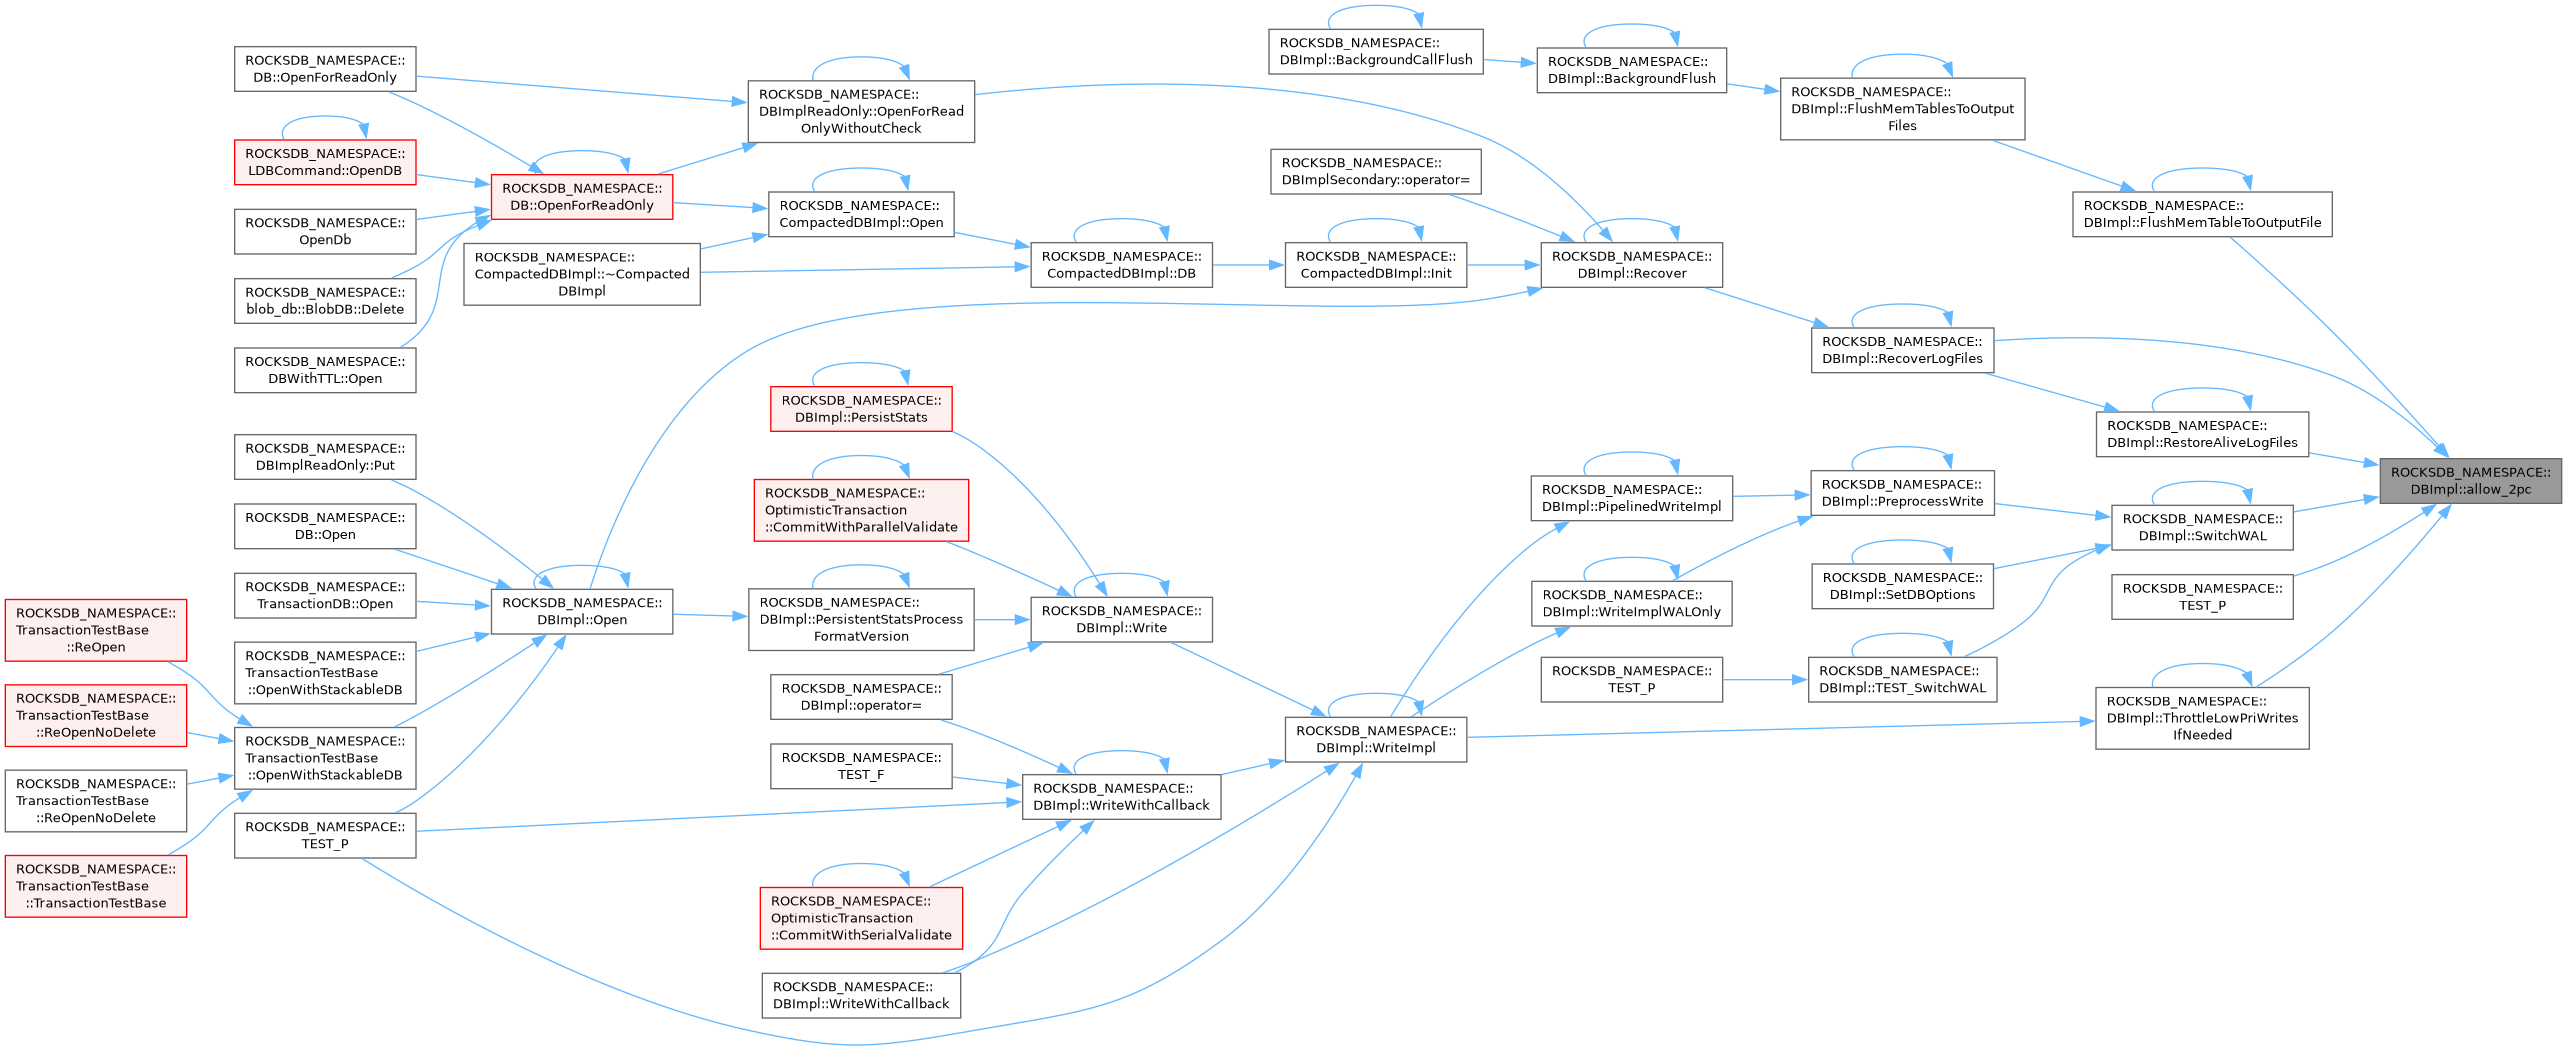 ROCKSDB_NAMESPACE::
DB::OpenForReadOnly
ROCKSDB_NAMESPACE::
LDBCommand::OpenDB
ROCKSDB_NAMESPACE::
OpenDb
ROCKSDB_NAMESPACE::
blob_db::BlobDB::Delete
ROCKSDB_NAMESPACE::
DBWithTTL::Open
ROCKSDB_NAMESPACE::
DBImplReadOnly::Put
ROCKSDB_NAMESPACE::
DB::Open
ROCKSDB_NAMESPACE::
TransactionDB::Open
ROCKSDB_NAMESPACE::
TransactionTestBase
::ReOpen
ROCKSDB_NAMESPACE::
TransactionTestBase
::OpenWithStackableDB
ROCKSDB_NAMESPACE::
TransactionTestBase
::ReOpenNoDelete
ROCKSDB_NAMESPACE::
TransactionTestBase
::OpenWithStackableDB
ROCKSDB_NAMESPACE::
TransactionTestBase
::ReOpenNoDelete
ROCKSDB_NAMESPACE::
TEST_P
ROCKSDB_NAMESPACE::
TransactionTestBase
::TransactionTestBase
ROCKSDB_NAMESPACE::
DB::OpenForReadOnly
ROCKSDB_NAMESPACE::
CompactedDBImpl::~Compacted
DBImpl
ROCKSDB_NAMESPACE::
DBImpl::Open
ROCKSDB_NAMESPACE::
DBImplReadOnly::OpenForRead
OnlyWithoutCheck
ROCKSDB_NAMESPACE::
CompactedDBImpl::Open
ROCKSDB_NAMESPACE::
DBImpl::PersistStats
ROCKSDB_NAMESPACE::
OptimisticTransaction
::CommitWithParallelValidate
ROCKSDB_NAMESPACE::
DBImpl::PersistentStatsProcess
FormatVersion
ROCKSDB_NAMESPACE::
DBImpl::operator=
ROCKSDB_NAMESPACE::
TEST_F
ROCKSDB_NAMESPACE::
OptimisticTransaction
::CommitWithSerialValidate
ROCKSDB_NAMESPACE::
DBImpl::WriteWithCallback
ROCKSDB_NAMESPACE::
CompactedDBImpl::DB
ROCKSDB_NAMESPACE::
DBImpl::Write
ROCKSDB_NAMESPACE::
DBImpl::WriteWithCallback
ROCKSDB_NAMESPACE::
DBImpl::BackgroundCallFlush
ROCKSDB_NAMESPACE::
DBImplSecondary::operator=
ROCKSDB_NAMESPACE::
CompactedDBImpl::Init
ROCKSDB_NAMESPACE::
DBImpl::WriteImpl
ROCKSDB_NAMESPACE::
DBImpl::BackgroundFlush
ROCKSDB_NAMESPACE::
DBImpl::Recover
ROCKSDB_NAMESPACE::
DBImpl::PipelinedWriteImpl
ROCKSDB_NAMESPACE::
DBImpl::WriteImplWALOnly
ROCKSDB_NAMESPACE::
TEST_P
ROCKSDB_NAMESPACE::
DBImpl::FlushMemTablesToOutput
Files
ROCKSDB_NAMESPACE::
DBImpl::RecoverLogFiles
ROCKSDB_NAMESPACE::
DBImpl::PreprocessWrite
ROCKSDB_NAMESPACE::
DBImpl::SetDBOptions
ROCKSDB_NAMESPACE::
DBImpl::TEST_SwitchWAL
ROCKSDB_NAMESPACE::
DBImpl::FlushMemTableToOutputFile
ROCKSDB_NAMESPACE::
DBImpl::RestoreAliveLogFiles
ROCKSDB_NAMESPACE::
DBImpl::SwitchWAL
ROCKSDB_NAMESPACE::
TEST_P
ROCKSDB_NAMESPACE::
DBImpl::ThrottleLowPriWrites
IfNeeded
ROCKSDB_NAMESPACE::
DBImpl::allow_2pc